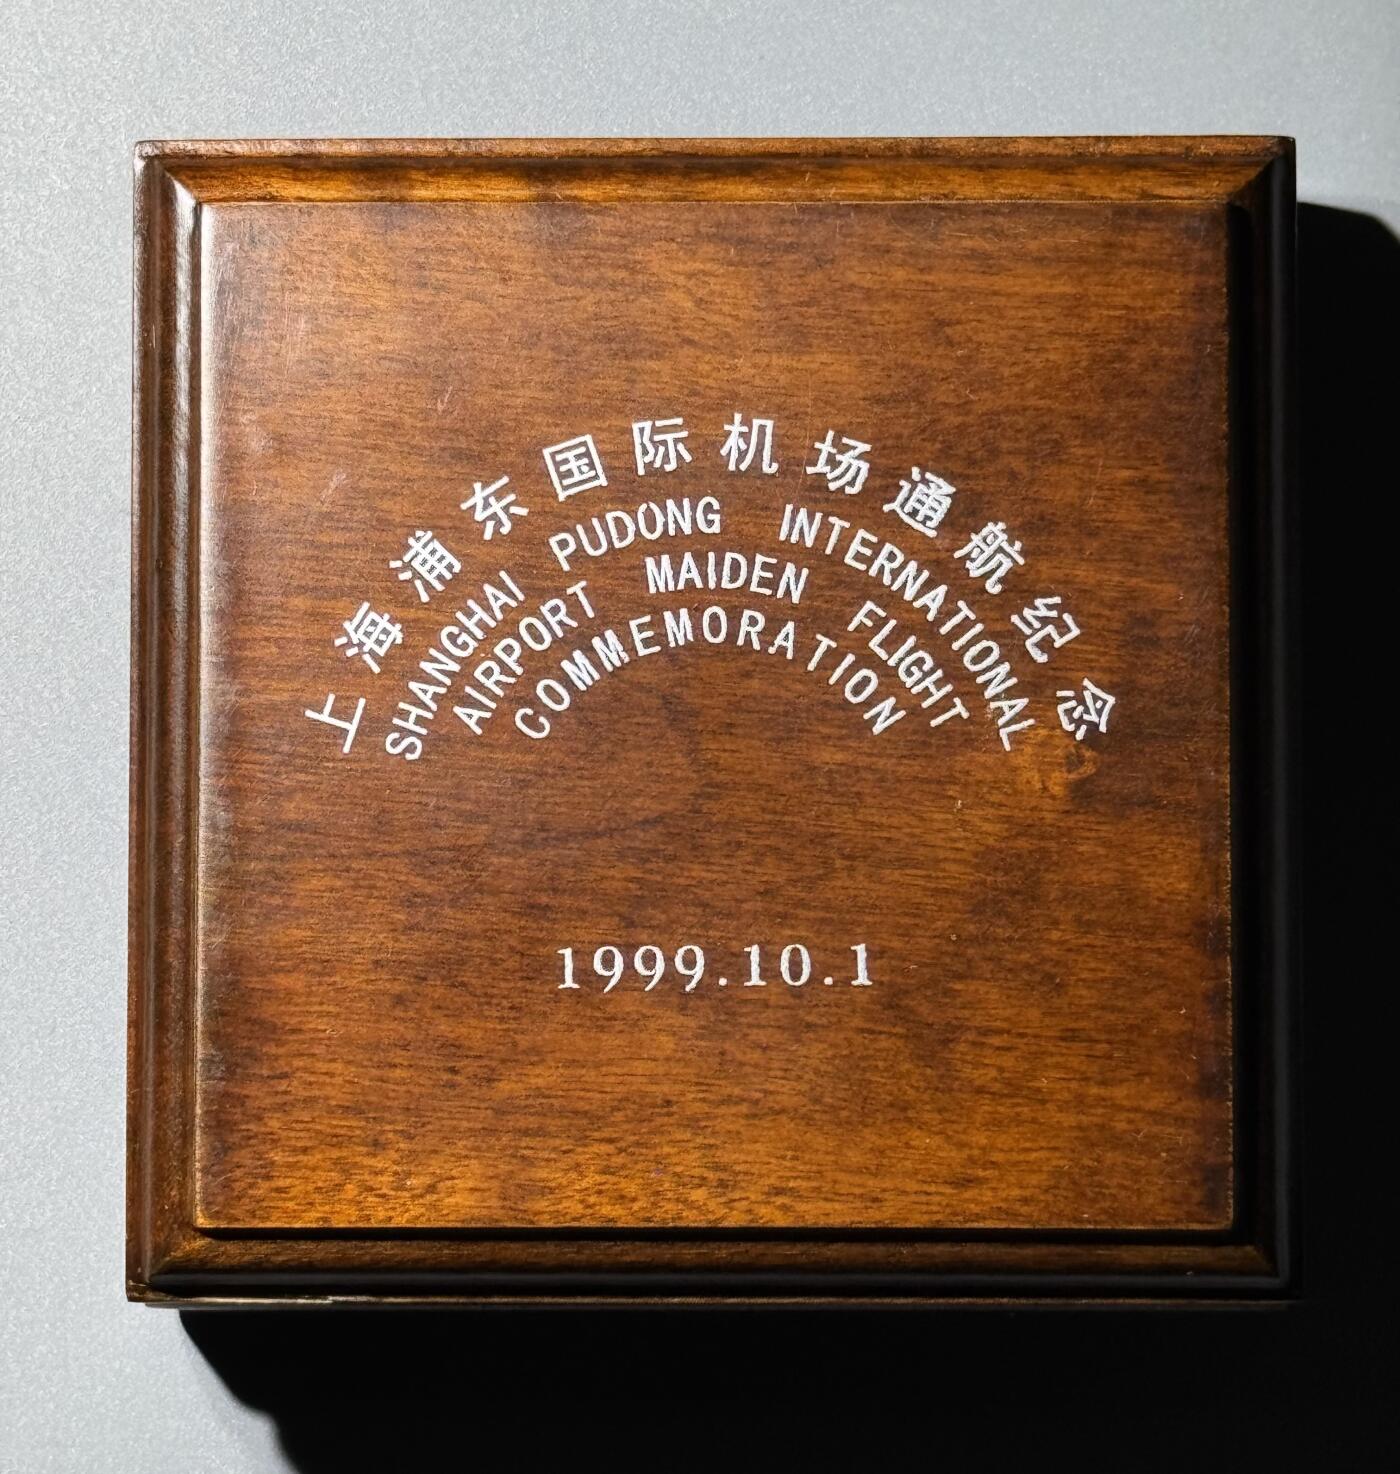 上海浦东国际机场通航纪念
SHANGHAI PUDONG INTERNATIONAL
AIRPORT MAIDEN FLIGHT
COMMEMORATION
1999.10.1